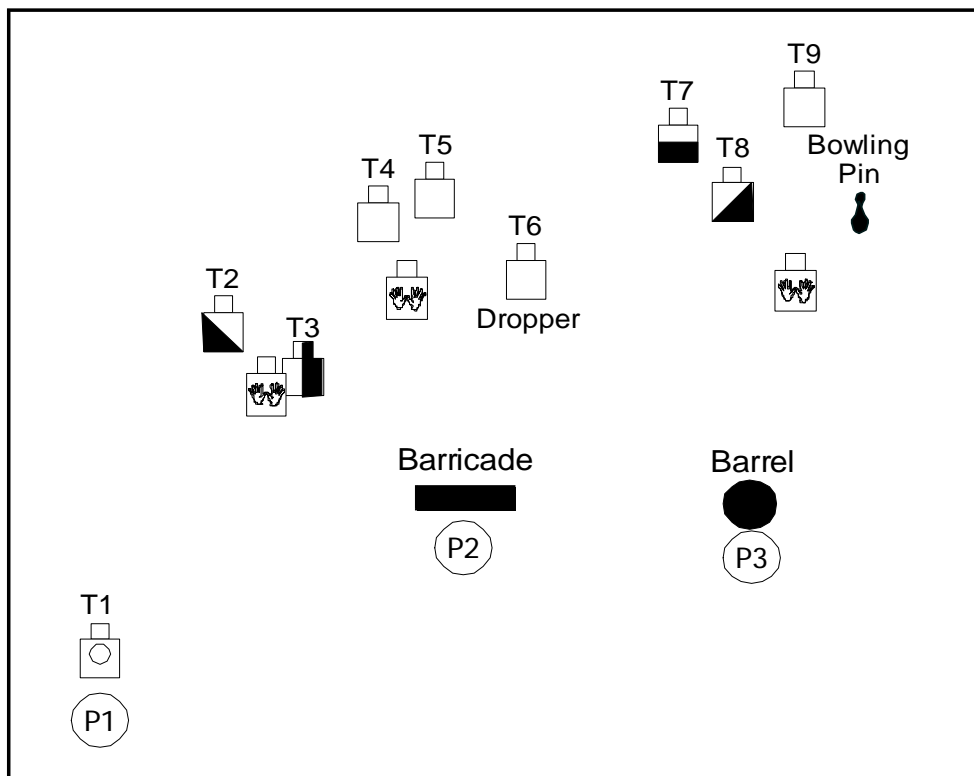 T9
T7
T8
Bowling
Pin
T5
T4
T6
Dropper
T2
T3
Barricade
Barrel
P2
P3
T1
P1